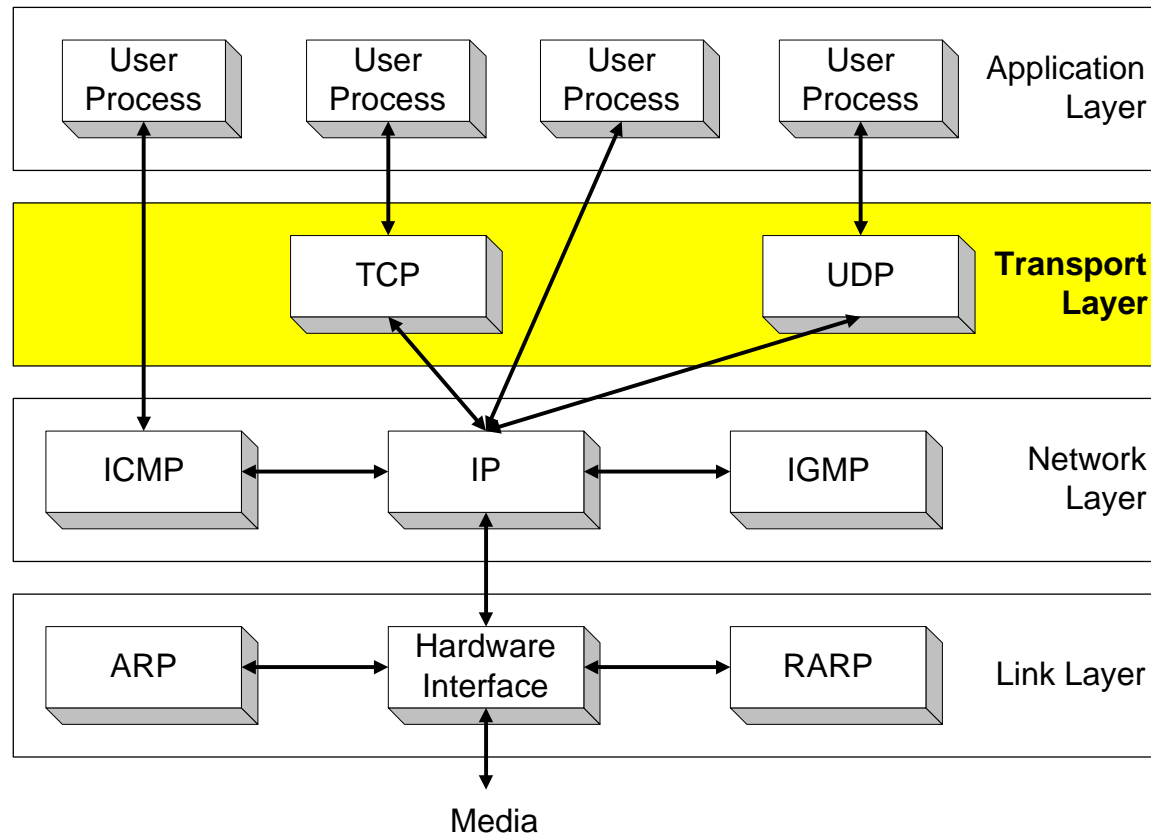 User
Process
User
Process
User
Process
User
Process
Application
Layer
TCP
UDP
Transport
Layer
ICMP
IP
IGMP
Network
Layer
ARP
Hardware
Interface
RARP
Link Layer
Media